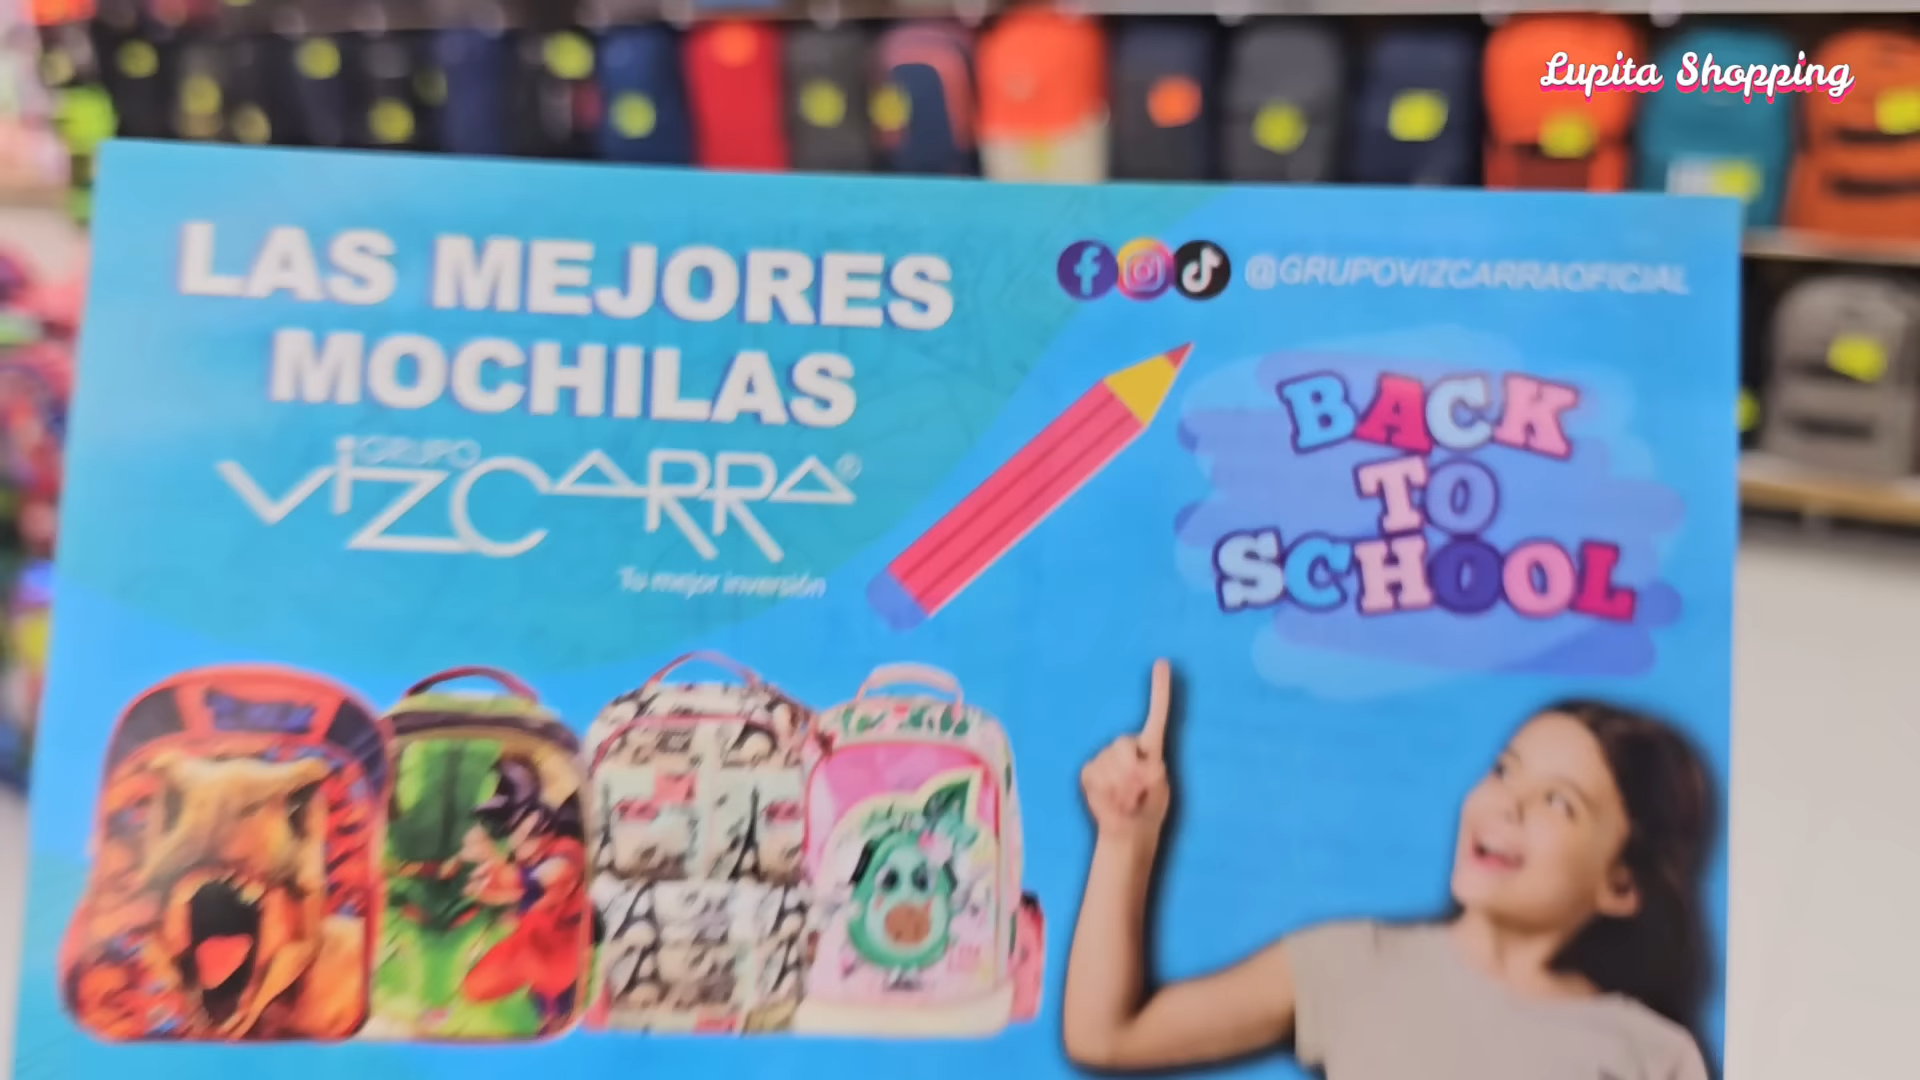 Lupita Shopping
LAS MEJORES
MOCHILAS
GRUPO
VIZCARRA®
Tu mejor inversión
@GRUPOVIZCARRAOFICIAL
BACK
TO
SCHOOL